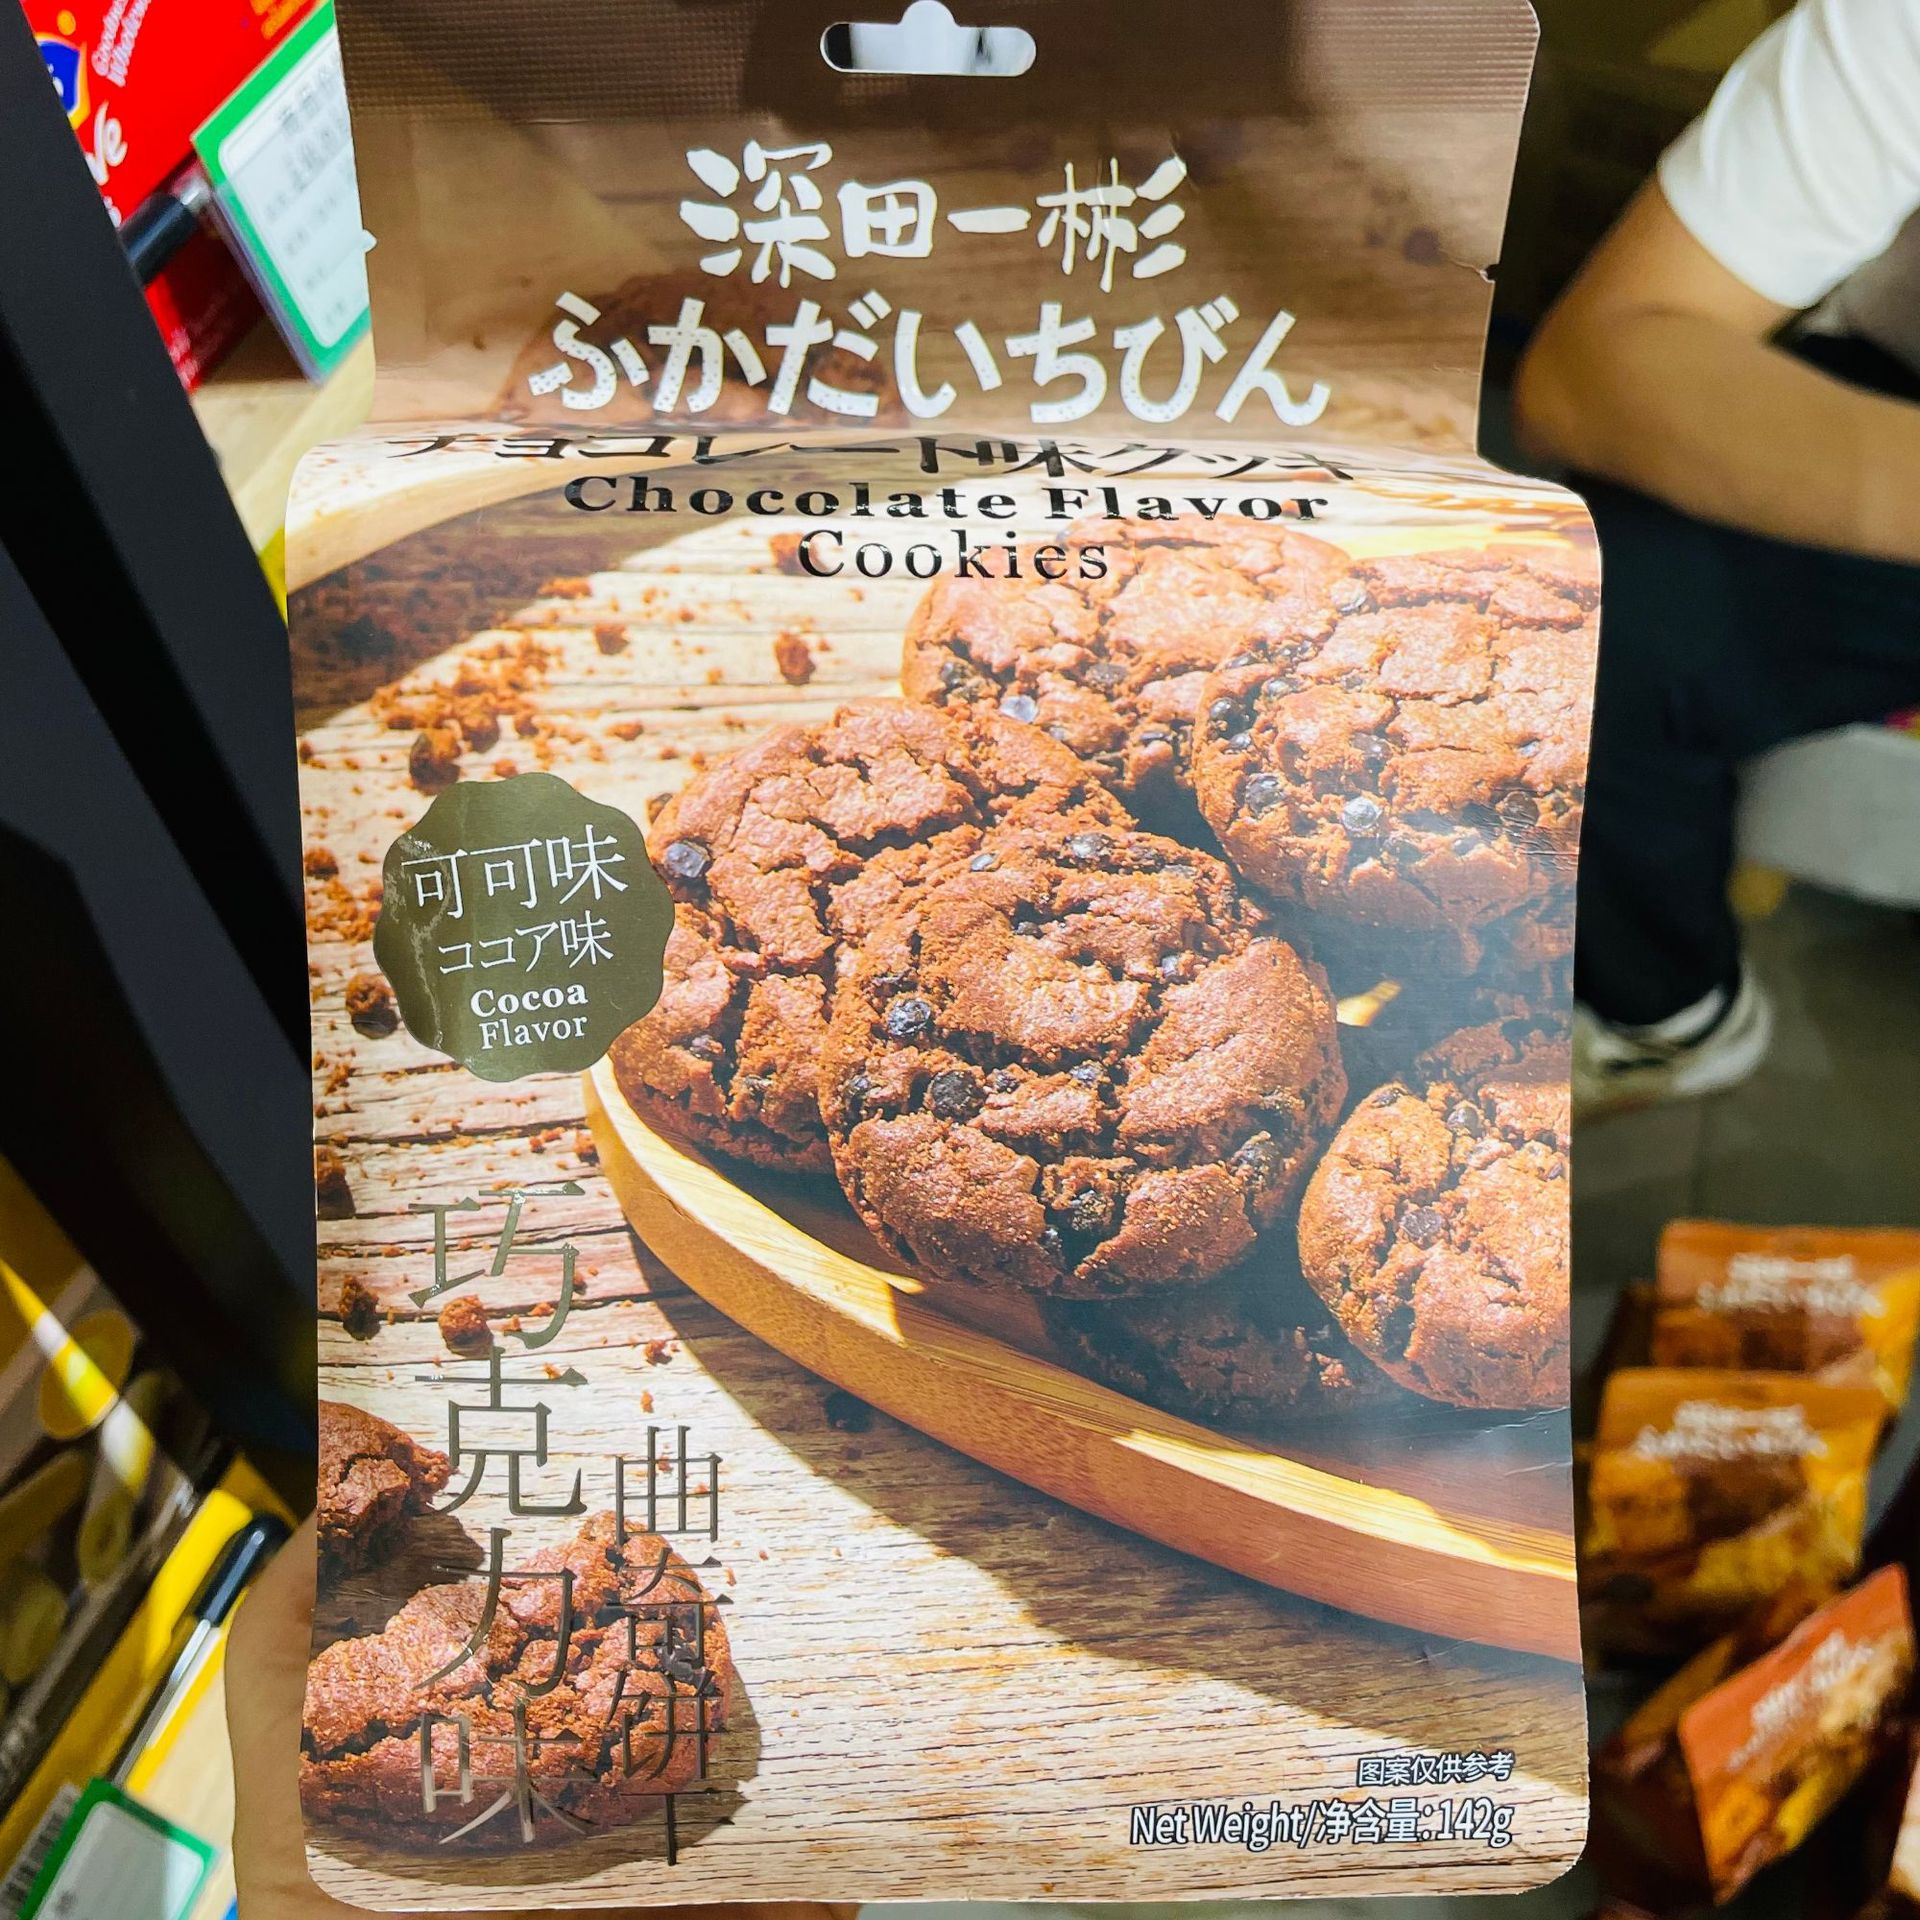 深田一彬
ふかだいちびん
チョコレート味クッキー
Chocolate Flavor
Cookies
可可味
ココア味
Cocoa
Flavor
巧克力味
曲奇饼干
图案仅供参考
Net Weight/净含量:142g